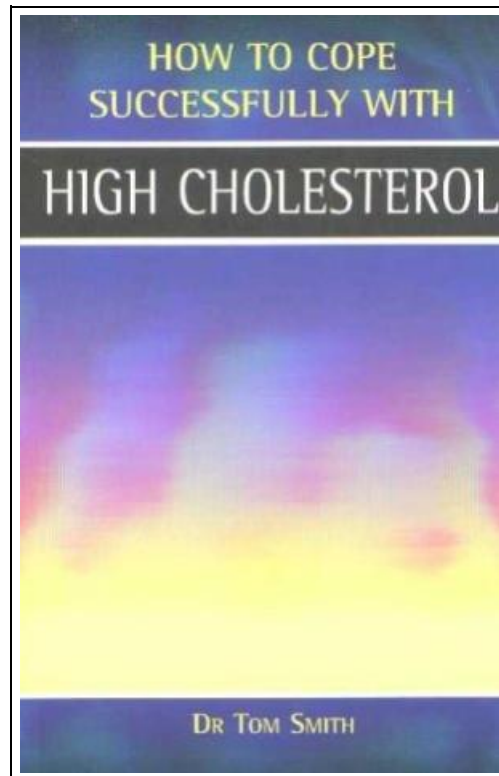 HOW TO COPE
SUCCESSFULLY WITH
HIGH CHOLESTEROL
DR TOM SMITH